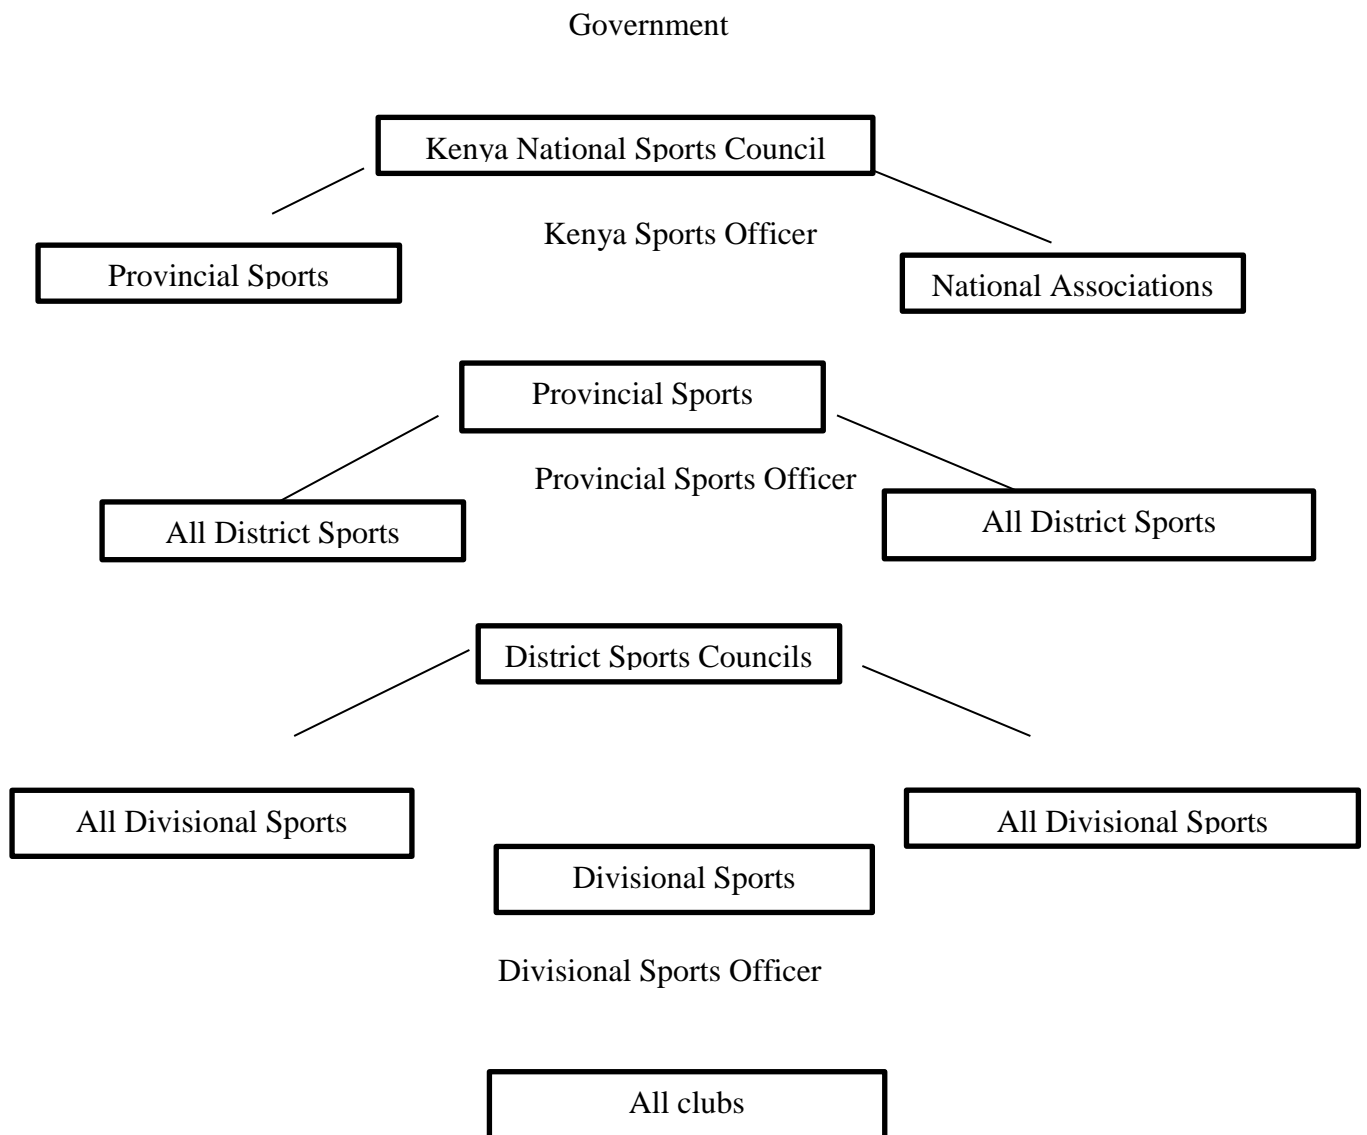 Government
Kenya National Sports Council
Kenya Sports Officer
Provincial Sports
National Associations
Provincial Sports
Provincial Sports Officer
All District Sports
All District Sports
District Sports Councils
All Divisional Sports
All Divisional Sports
Divisional Sports
Divisional Sports Officer
All clubs